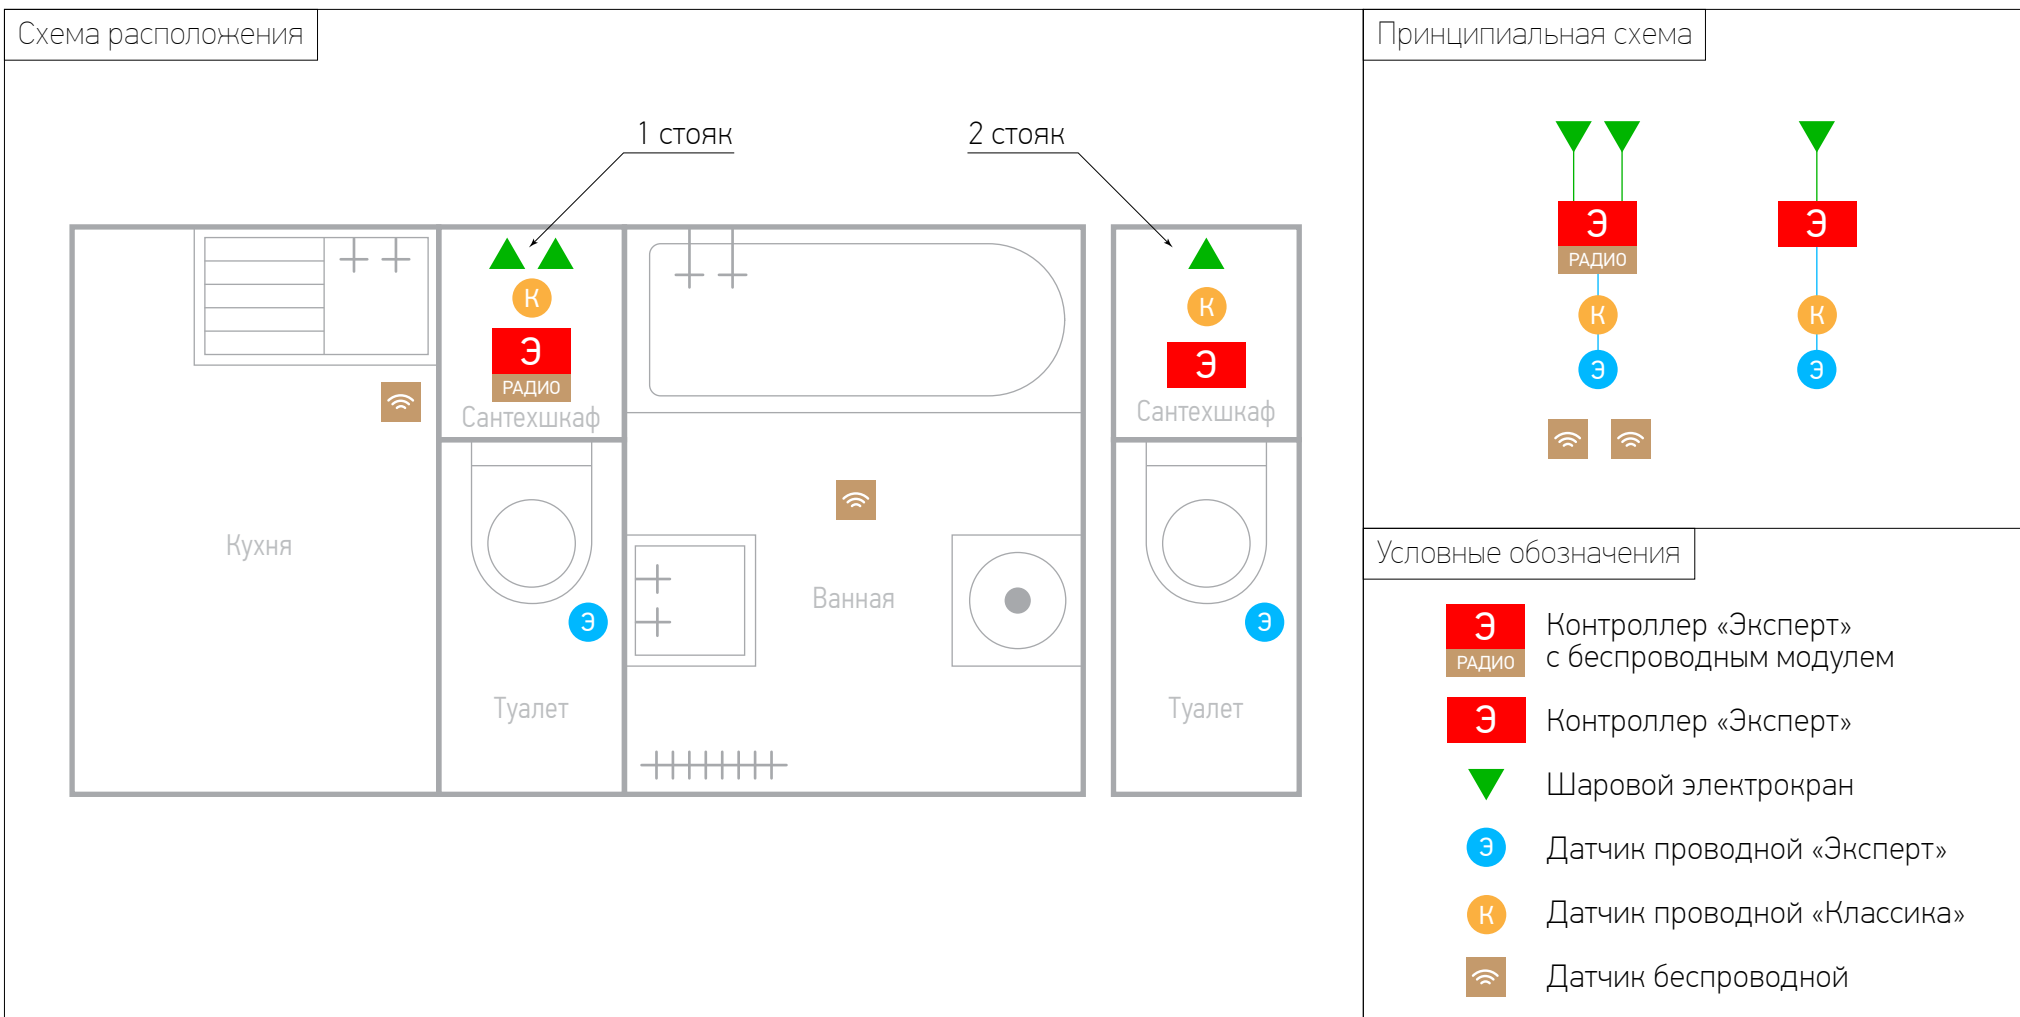 Схема расположения
1 стояк
2 стояк
К
Э
РАДИО
Сантехшкаф
К
Э
Сантехшкаф
Кухня
Ванная
Э
Э
Туалет
Туалет
Принципиальная схема
Э
РАДИО
Э
К
К
Э
Э
Условные обозначения
Э
РАДИО
Контроллер «Эксперт»
с беспроводным модулем
Э
Контроллер «Эксперт»
Шаровой электрокран
Э
Датчик проводной «Эксперт»
К
Датчик проводной «Классика»
Датчик беспроводной